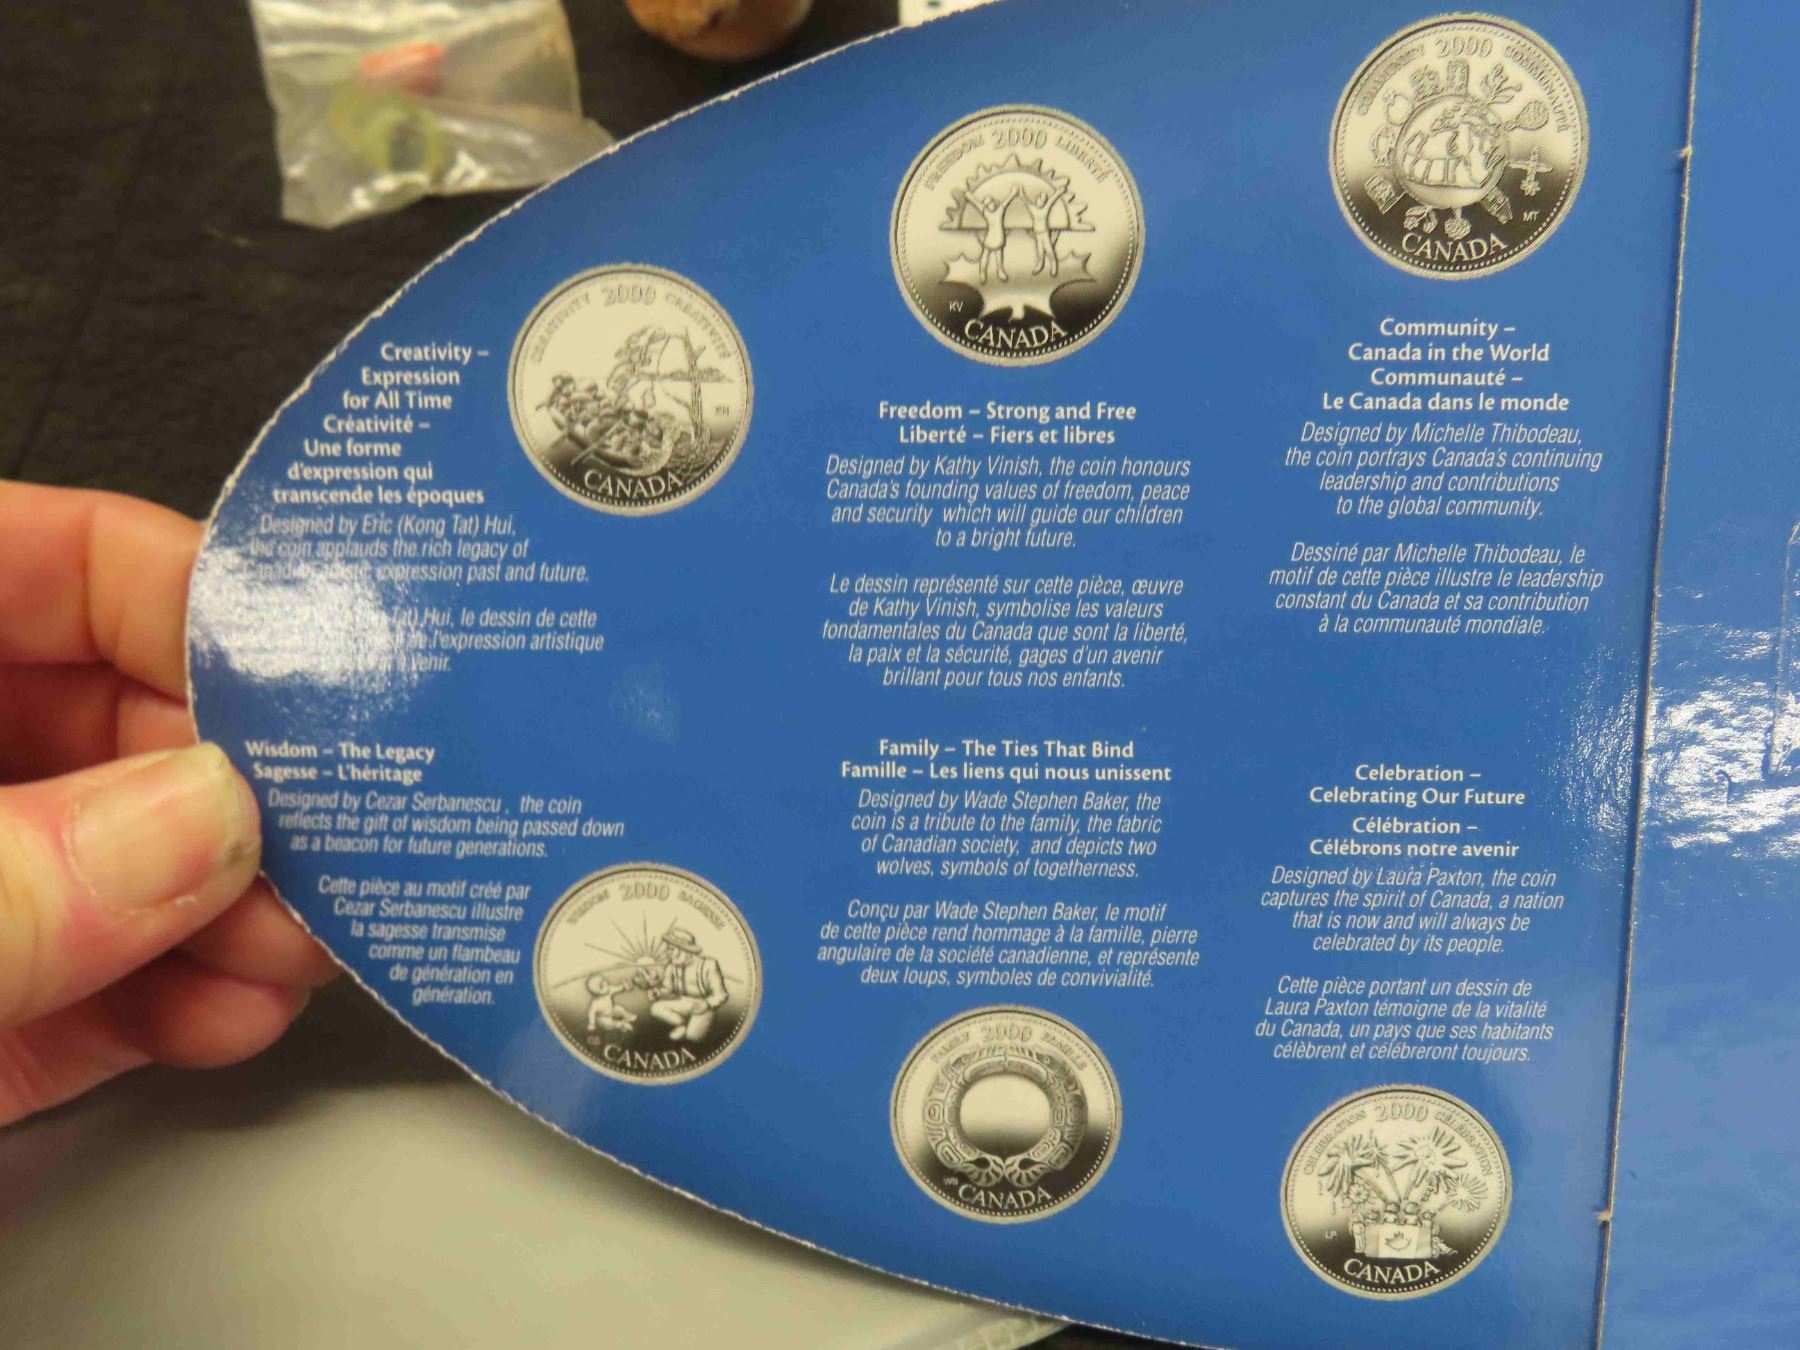 CREATIVITY 2000 CRÉATIVITÉ
KH
CANADA
Creativity –
Expression
for All Time
Créativité –
Une forme
d'expression qui
transcende les époques
Designed by Eric (Kong Tat) Hui,
the coin applauds the rich legacy of
expression past and future.
Tat) Hui, le dessin de cette
l'expression artistique
venir.
FREEDOM 2000 LIBERTÉ
KV
CANADA
Freedom – Strong and Free
Liberté – Fiers et libres
Designed by Kathy Vinish, the coin honours
Canada's founding values of freedom, peace
and security which will guide our children
to a bright future.
Le dessin représenté sur cette pièce, œuvre
de Kathy Vinish, symbolise les valeurs
fondamentales du Canada que sont la liberté,
la paix et la sécurité, gages d'un avenir
brillant pour tous nos enfants.
COMMUNITY 2000 COMMUNAUTÉ
MT
CANADA
Community –
Canada in the World
Communauté –
Le Canada dans le monde
Designed by Michelle Thibodeau,
the coin portrays Canada's continuing
leadership and contributions
to the global community.
Dessiné par Michelle Thibodeau, le
motif de cette pièce illustre le leadership
constant du Canada et sa contribution
à la communauté mondiale.
Wisdom – The Legacy
Sagesse – L'héritage
Designed by Cezar Serbanescu, the coin
reflects the gift of wisdom being passed down
as a beacon for future generations.
Cette pièce au motif créé par
Cezar Serbanescu illustre
la sagesse transmise
comme un flambeau
de génération en
génération.
WISDOM 2000 SAGESSE
CANADA
Family – The Ties That Bind
Famille – Les liens qui nous unissent
Designed by Wade Stephen Baker, the
coin is a tribute to the family, the fabric
of Canadian society, and depicts two
wolves, symbols of togetherness.
Conçu par Wade Stephen Baker, le motif
de cette pièce rend hommage à la famille, pierre
angulaire de la société canadienne, et représente
deux loups, symboles de convivialité.
FAMILY 2000 FAMILLE
WB
CANADA
Celebration –
Celebrating Our Future
Célébration –
Célébrons notre avenir
Designed by Laura Paxton, the coin
captures the spirit of Canada, a nation
that is now and will always be
celebrated by its people.
Cette pièce portant un dessin de
Laura Paxton témoigne de la vitalité
du Canada, un pays que ses habitants
célèbrent et célébreront toujours.
CELEBRATION 2000 CÉLÉBRATION
LP
CANADA